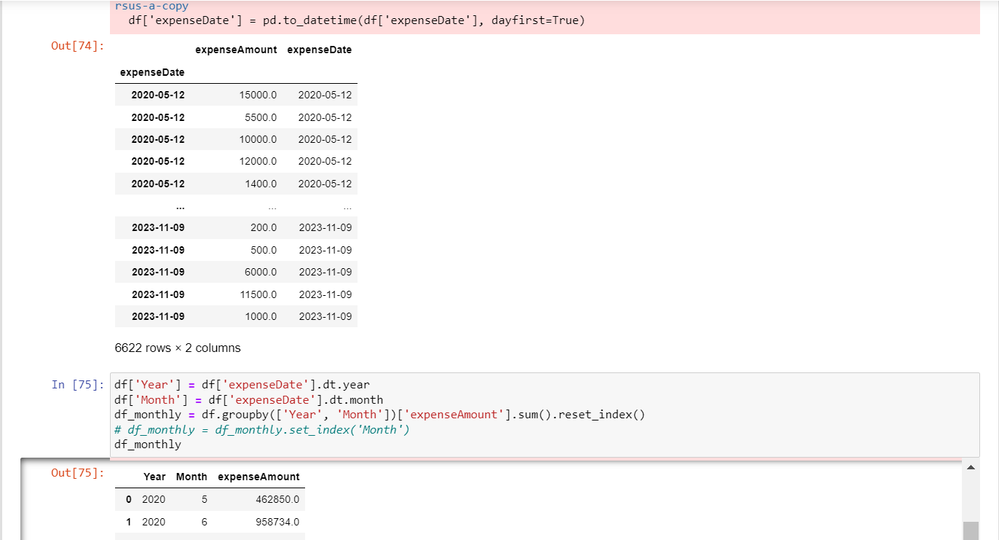 rsus-a-copy
df['expenseDate'] = pd.to_datetime(df['expenseDate'], dayfirst=True)
Out[74]:
expenseAmount expenseDate
expenseDate
2020-05-12 15000.0 2020-05-12
2020-05-12 5500.0 2020-05-12
2020-05-12 10000.0 2020-05-12
2020-05-12 12000.0 2020-05-12
2020-05-12 1400.0 2020-05-12
... ... ...
2023-11-09 200.0 2023-11-09
2023-11-09 500.0 2023-11-09
2023-11-09 6000.0 2023-11-09
2023-11-09 11500.0 2023-11-09
2023-11-09 1000.0 2023-11-09
6622 rows × 2 columns
In [75]: df['Year'] = df['expenseDate'].dt.year
df['Month'] = df['expenseDate'].dt.month
df_monthly = df.groupby(['Year', 'Month'])['expenseAmount'].sum().reset_index()
# df_monthly = df_monthly.set_index('Month')
df_monthly
Out[75]:
Year Month expenseAmount
0 2020 5 462850.0
1 2020 6 958734.0